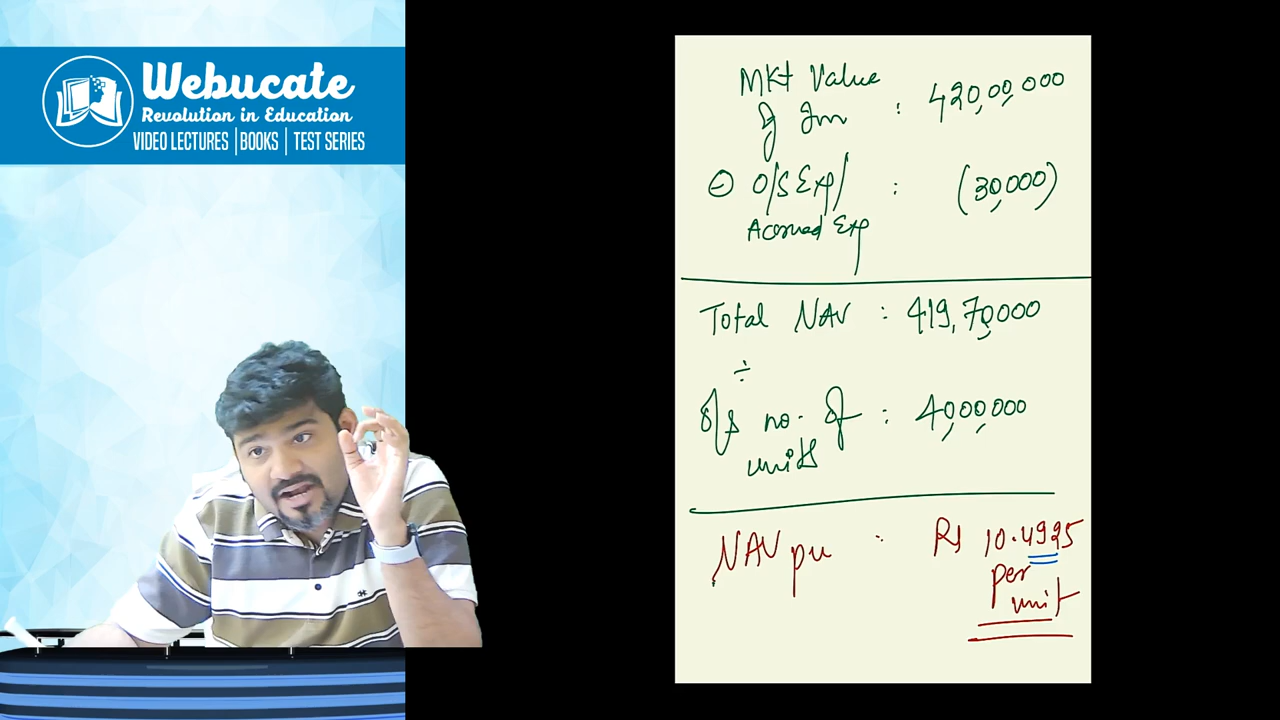 Webucate
Revolution in Education
VIDEO LECTURES | BOOKS | TEST SERIES
Mkt Value : 420,00,000
of Inv
⊖ O/S Exp/ : (30,000)
Accrued Exp
Total NAV : 419,70,000
÷
O/s no. of : 40,00,000
units
NAV pu : Rs 10.4925
per
unit